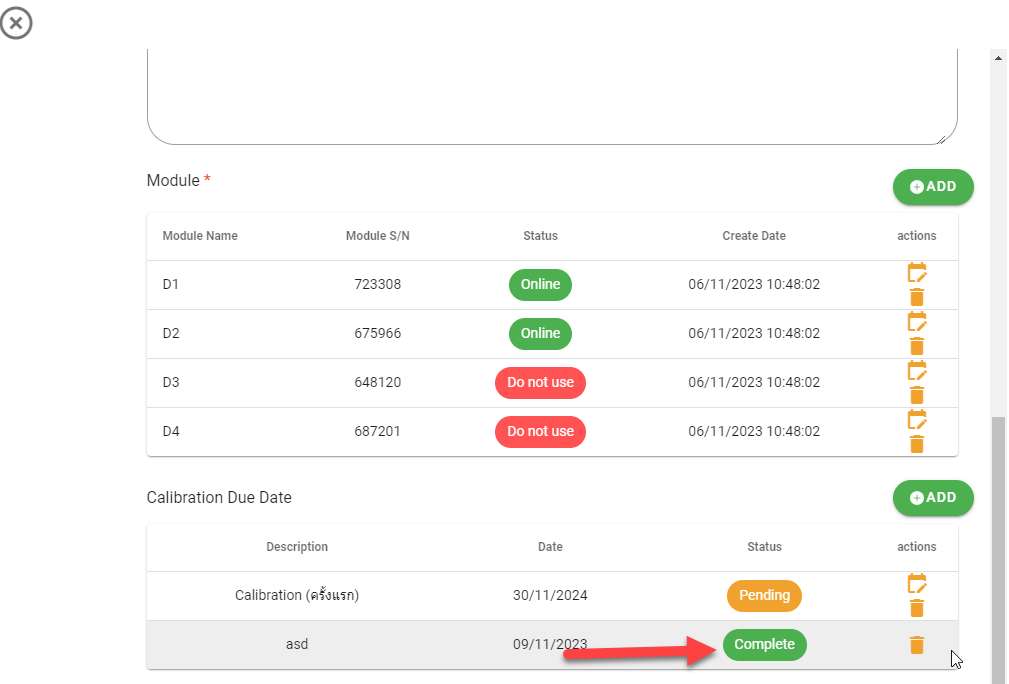 Module *
ADD
Module Name Module S/N Status Create Date actions
D1 723308 Online 06/11/2023 10:48:02
D2 675966 Online 06/11/2023 10:48:02
D3 648120 Do not use 06/11/2023 10:48:02
D4 687201 Do not use 06/11/2023 10:48:02
Calibration Due Date
ADD
Description Date Status actions
Calibration (ครั้งแรก) 30/11/2024 Pending
asd 09/11/2023 Complete